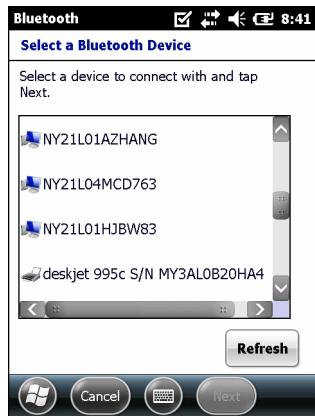 Bluetooth 8:41
Select a Bluetooth Device
Select a device to connect with and tap
Next.
NY21L01AZHANG
NY21L04MCD763
NY21L01HJBW83
deskjet 995c S/N MY3AL0B20HA4
Refresh
Cancel Next